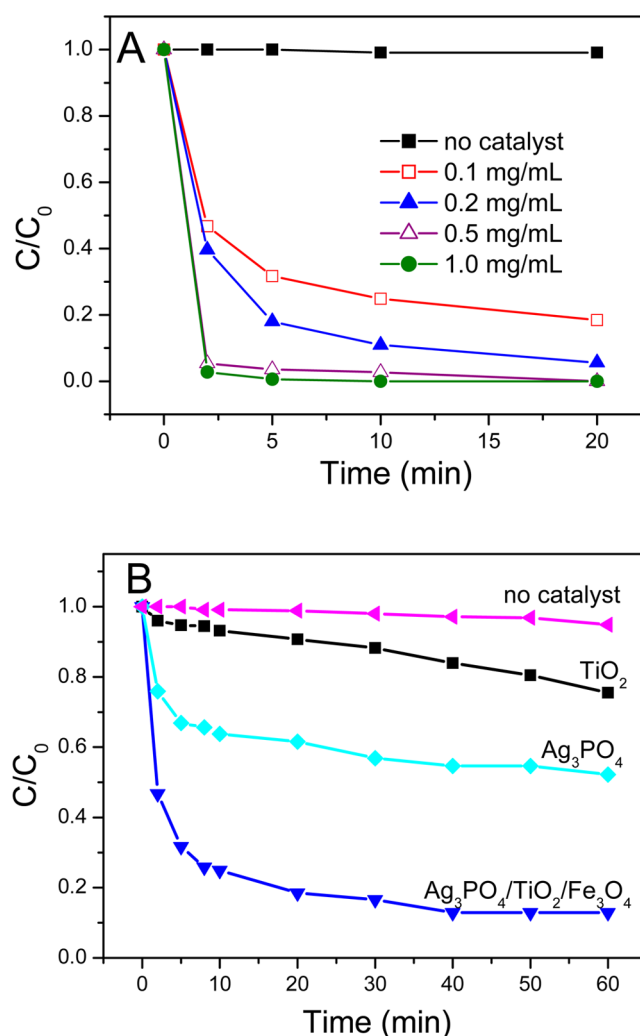 A
1.0
0.8
0.6
0.4
0.2
0.0
C/C₀
no catalyst
0.1 mg/mL
0.2 mg/mL
0.5 mg/mL
1.0 mg/mL
0 5 10 15 20
Time (min)
B
1.0
0.8
0.6
0.4
0.2
0.0
C/C₀
no catalyst
TiO₂
Ag₃PO₄
Ag₃PO₄/TiO₂/Fe₃O₄
0 10 20 30 40 50 60
Time (min)